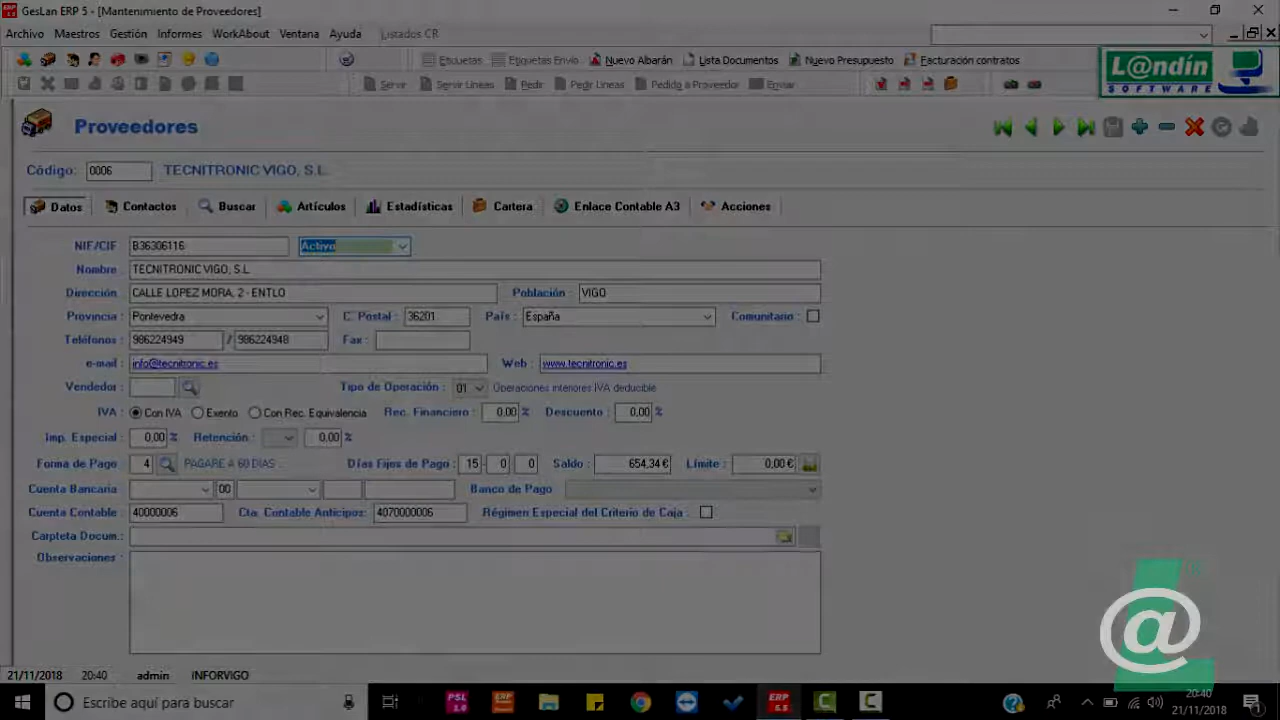 GesLan ERP 5 - [Mantenimiento de Proveedores]
Archivo Maestros Gestión Informes WorkAbout Ventana Ayuda Listados CR
Etiquetas Etiquetas Envío Nuevo Albarán Lista Documentos Nuevo Presupuesto Facturación contratos
Servir Servir Líneas Pedir Pedir Líneas Pedido a Proveedor Enviar
L@ndín
SOFTWARE
Proveedores
Código: 0006 TECNITRONIC VIGO, S.L.
Datos Contactos Buscar Artículos Estadísticas Cartera Enlace Contable A3 Acciones
NIF/CIF B36306116 Activo
Nombre TECNITRONIC VIGO, S.L.
Dirección CALLE LOPEZ MORA, 2 - ENTLO Población : VIGO
Provincia Pontevedra C. Postal : 36201 País : España Comunitario :
Teléfonos 986224949 / 986224948 Fax :
e-mail : info@tecnitronic.es Web : www.tecnitronic.es
Vendedor Tipo de Operación : 01 Operaciones interiores IVA deducible
IVA : Con IVA Exento Con Rec. Equivalencia Rec. Financiero : 0,00 % Descuento : 0,00 %
Imp. Especial : 0,00 % Retención : 0,00 %
Forma de Pago : 4 PAGARE A 60 DIAS .. Días Fijos de Pago : 15 - 0 0 Saldo : 654,34 € Límite : 0,00 €
Cuenta Bancaria : 00 Banco de Pago
Cuenta Contable : 40000006 Cta. Contable Anticipos: 4070000006 Régimen Especial del Criterio de Caja :
Carpteta Docum.:
Observaciones :
21/11/2018 20:40 admin INFORVIGO
Escribe aquí para buscar
PSL 1.0 ERP ERP 5.5 20:40
21/11/2018 1